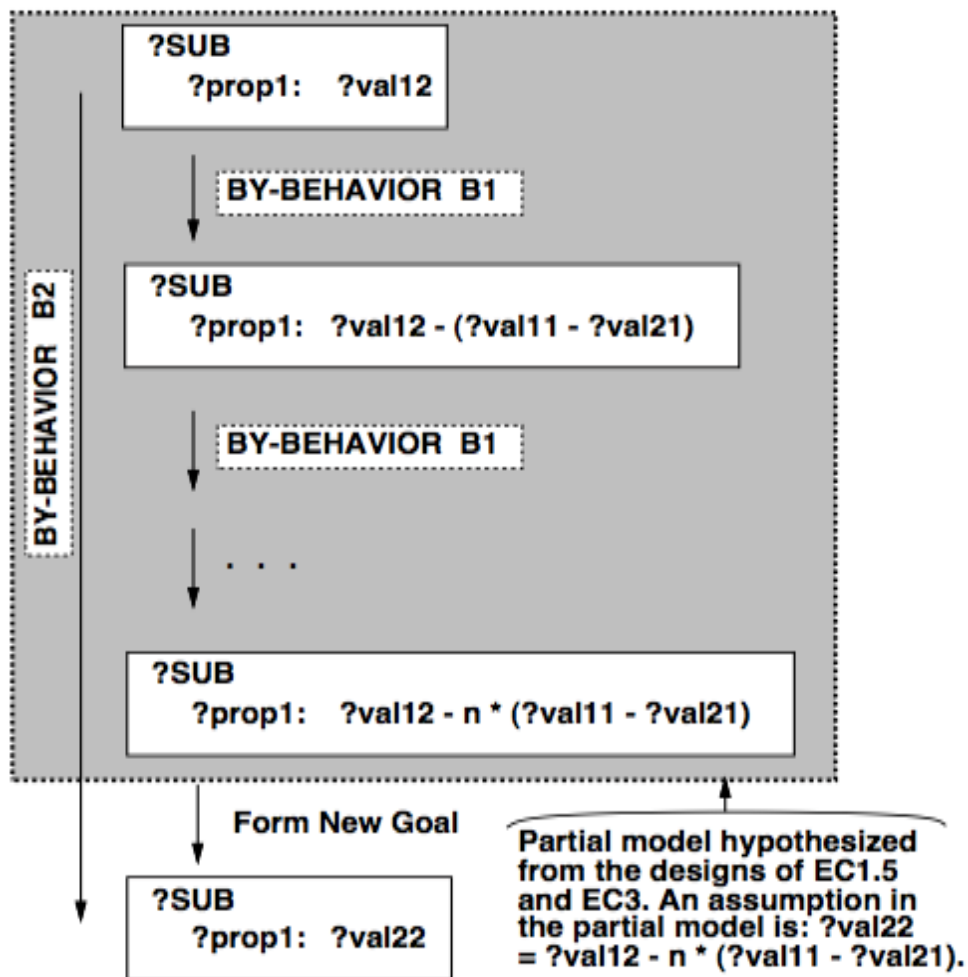 ?SUB
?prop1: ?val12
BY-BEHAVIOR B1
?SUB
?prop1: ?val12 - (?val11 - ?val21)
BY-BEHAVIOR B2
BY-BEHAVIOR B1
. . .
?SUB
?prop1: ?val12 - n * (?val11 - ?val21)
Form New Goal
?SUB
?prop1: ?val22
Partial model hypothesized
from the designs of EC1.5
and EC3. An assumption in
the partial model is: ?val22
= ?val12 - n * (?val11 - ?val21).